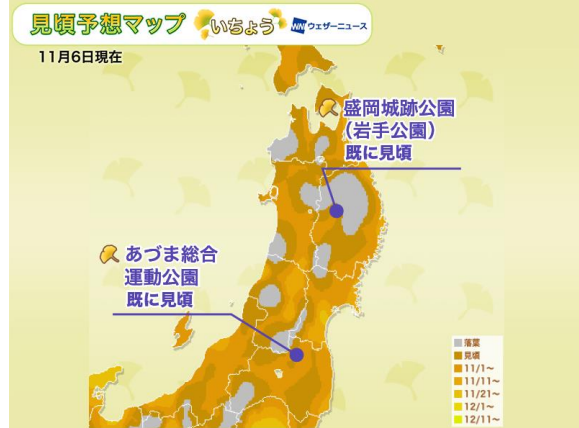 見頃予想マップ いちょう WNI ウェザーニュース
11月6日現在
盛岡城跡公園
(岩手公園)
既に見頃
あづま総合
運動公園
既に見頃
落葉
見頃
11/1~
11/11~
11/21~
12/1~
12/11~